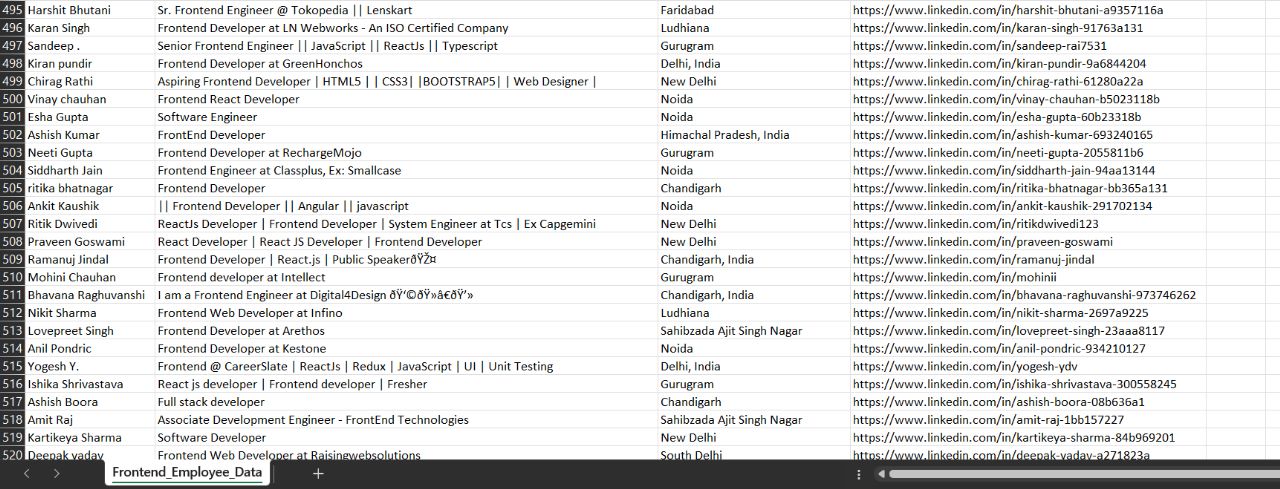 495 Harshit Bhutani Sr. Frontend Engineer @ Tokopedia || Lenskart Faridabad https://www.linkedin.com/in/harshit-bhutani-a9357116a
496 Karan Singh Frontend Developer at LN Webworks - An ISO Certified Company Ludhiana https://www.linkedin.com/in/karan-singh-91763a131
497 Sandeep . Senior Frontend Engineer || JavaScript || ReactJs || Typescript Gurugram https://www.linkedin.com/in/sandeep-rai7531
498 Kiran pundir Frontend Developer at GreenHonchos Delhi, India https://www.linkedin.com/in/kiran-pundir-9a6844204
499 Chirag Rathi Aspiring Frontend Developer | HTML5 | | CSS3| |BOOTSTRAP5| | Web Designer | New Delhi https://www.linkedin.com/in/chirag-rathi-61280a22a
500 Vinay chauhan Frontend React Developer Noida https://www.linkedin.com/in/vinay-chauhan-b5023118b
501 Esha Gupta Software Engineer Noida https://www.linkedin.com/in/esha-gupta-60b23318b
502 Ashish Kumar FrontEnd Developer Himachal Pradesh, India https://www.linkedin.com/in/ashish-kumar-693240165
503 Neeti Gupta Frontend Developer at RechargeMojo Gurugram https://www.linkedin.com/in/neeti-gupta-2055811b6
504 Siddharth Jain Frontend Engineer at Classplus, Ex: Smallcase Noida https://www.linkedin.com/in/siddharth-jain-94aa13144
505 ritika bhatnagar Frontend Developer Chandigarh https://www.linkedin.com/in/ritika-bhatnagar-bb365a131
506 Ankit Kaushik || Frontend Developer || Angular || javascript Noida https://www.linkedin.com/in/ankit-kaushik-291702134
507 Ritik Dwivedi ReactJs Developer | Frontend Developer | System Engineer at Tcs | Ex Capgemini New Delhi https://www.linkedin.com/in/ritikdwivedi123
508 Praveen Goswami React Developer | React JS Developer | Frontend Developer New Delhi https://www.linkedin.com/in/praveen-goswami
509 Ramanuj Jindal Frontend Developer | React.js | Public SpeakerðŸŽ¤ Chandigarh, India https://www.linkedin.com/in/ramanuj-jindal
510 Mohini Chauhan Frontend developer at Intellect Gurugram https://www.linkedin.com/in/mohinii
511 Bhavana Raghuvanshi I am a Frontend Engineer at Digital4Design ðŸ‘©ðŸ»â€ðŸ’» Chandigarh, India https://www.linkedin.com/in/bhavana-raghuvanshi-973746262
512 Nikit Sharma Frontend Web Developer at Infino Ludhiana https://www.linkedin.com/in/nikit-sharma-2697a9225
513 Lovepreet Singh Frontend Developer at Arethos Sahibzada Ajit Singh Nagar https://www.linkedin.com/in/lovepreet-singh-23aaa8117
514 Anil Pondric Frontend Developer at Kestone Noida https://www.linkedin.com/in/anil-pondric-934210127
515 Yogesh Y. Frontend @ CareerSlate | ReactJs | Redux | JavaScript | UI | Unit Testing Delhi, India https://www.linkedin.com/in/yogesh-ydv
516 Ishika Shrivastava React js developer | Frontend developer | Fresher Gurugram https://www.linkedin.com/in/ishika-shrivastava-300558245
517 Ashish Boora Full stack developer Chandigarh https://www.linkedin.com/in/ashish-boora-08b636a1
518 Amit Raj Associate Development Engineer - FrontEnd Technologies Sahibzada Ajit Singh Nagar https://www.linkedin.com/in/amit-raj-1bb157227
519 Kartikeya Sharma Software Developer New Delhi https://www.linkedin.com/in/kartikeya-sharma-84b969201
520 Deepak yadav Frontend Web Developer at Raisingwebsolutions South Delhi https://www.linkedin.com/in/deepak-yadav-a271823a
Frontend_Employee_Data